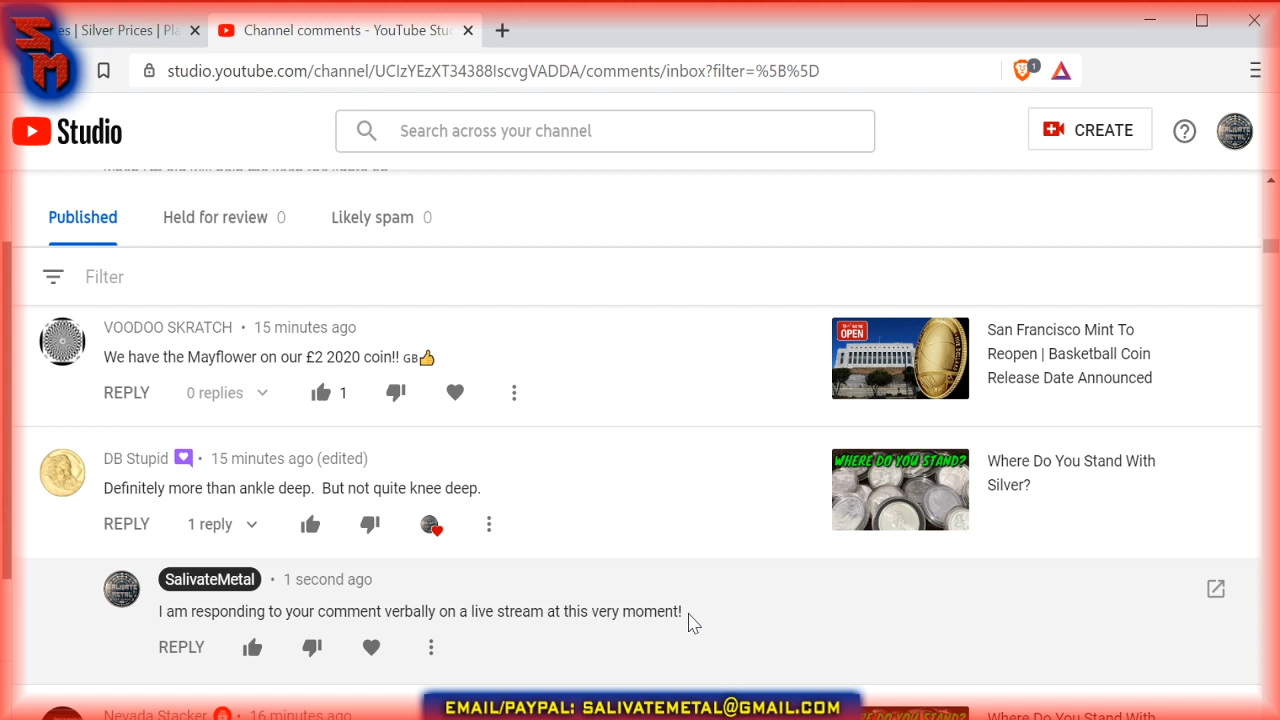 es | Silver Prices | Pla
Channel comments - YouTube Stu
SM
studio.youtube.com/channel/UCIzYEzXT34388IscvgVADDA/comments/inbox?filter=%5B%5D
1
Studio
Search across your channel
CREATE
Published
Held for review 0
Likely spam 0
Filter
VOODOO SKRATCH • 15 minutes ago
We have the Mayflower on our £2 2020 coin!! GB👍
REPLY
0 replies
1
OPEN
San Francisco Mint To
Reopen | Basketball Coin
Release Date Announced
DB Stupid • 15 minutes ago (edited)
Definitely more than ankle deep. But not quite knee deep.
REPLY
1 reply
WHERE DO YOU STAND?
Where Do You Stand With
Silver?
SalivateMetal • 1 second ago
I am responding to your comment verbally on a live stream at this very moment!
REPLY
Nevada Stacker • 16 minutes ago
Where Do You Stand With
EMAIL/PAYPAL: SALIVATEMETAL@GMAIL.COM